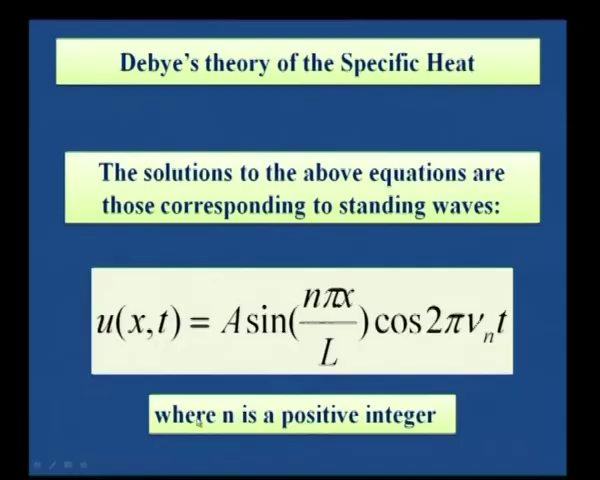 Debye's theory of the Specific Heat
The solutions to the above equations are
those corresponding to standing waves:
u(x,t) = A sin(nπx/L) cos 2πν_n t
where n is a positive integer